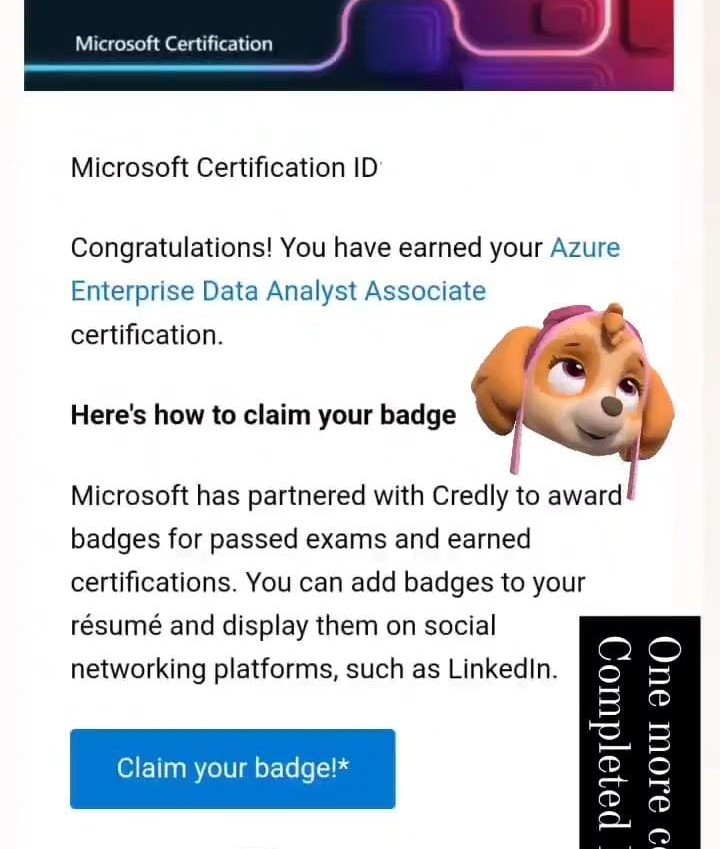 Microsoft Certification
Microsoft Certification ID
Congratulations! You have earned your Azure
Enterprise Data Analyst Associate
certification.
Here's how to claim your badge
Microsoft has partnered with Credly to award
badges for passed exams and earned
certifications. You can add badges to your
résumé and display them on social
networking platforms, such as LinkedIn.
Claim your badge!*
One more
Completed